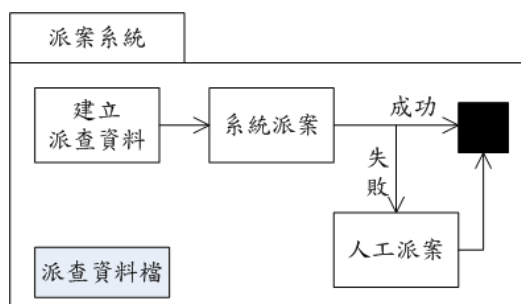 派案系統
建立
派查資料
系統派案
成功
失
敗
人工派案
派查資料檔